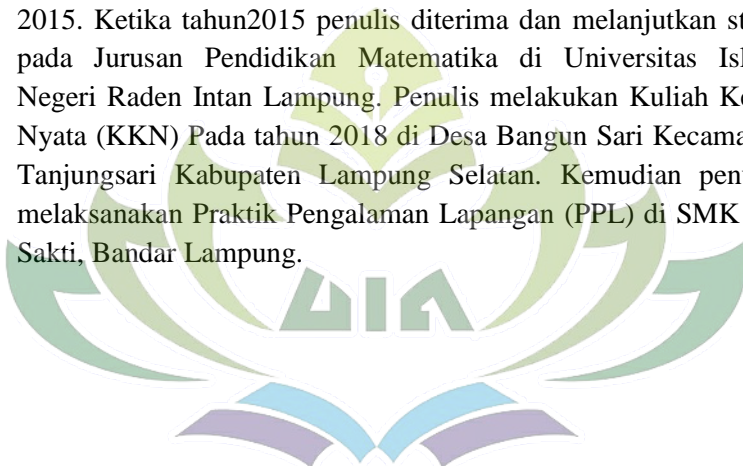 2015. Ketika tahun2015 penulis diterima dan melanjutkan st
pada Jurusan Pendidikan Matematika di Universitas Isl
Negeri Raden Intan Lampung. Penulis melakukan Kuliah Ke
Nyata (KKN) Pada tahun 2018 di Desa Bangun Sari Kecama
Tanjungsari Kabupaten Lampung Selatan. Kemudian pen
melaksanakan Praktik Pengalaman Lapangan (PPL) di SMK
Sakti, Bandar Lampung.
UIN